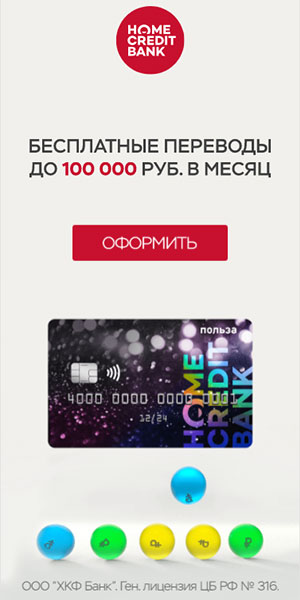 HOME
CREDIT
BANK
БЕСПЛАТНЫЕ ПЕРЕВОДЫ
ДО 100 000 РУБ. В МЕСЯЦ
ОФОРМИТЬ
польза
HOME
CREDIT
BANK
4000 0000 0000 0001
12/24
ООО "ХКФ Банк". Ген. лицензия ЦБ РФ № 316.